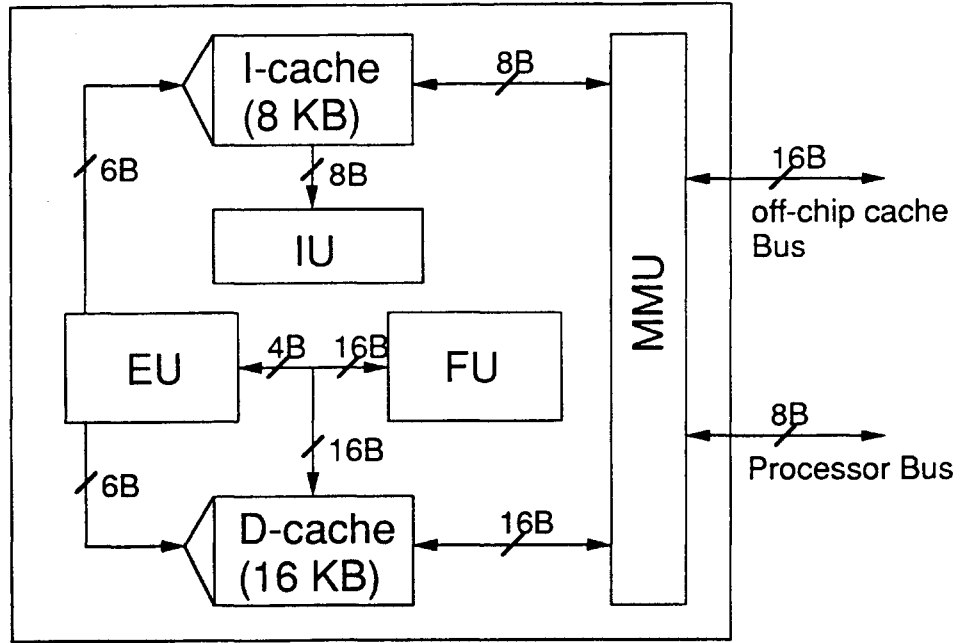 I-cache
(8 KB)
8B
6B
8B
16B
off-chip cache
Bus
IU
MMU
EU
4B
16B
FU
8B
Processor Bus
16B
6B
D-cache
(16 KB)
16B